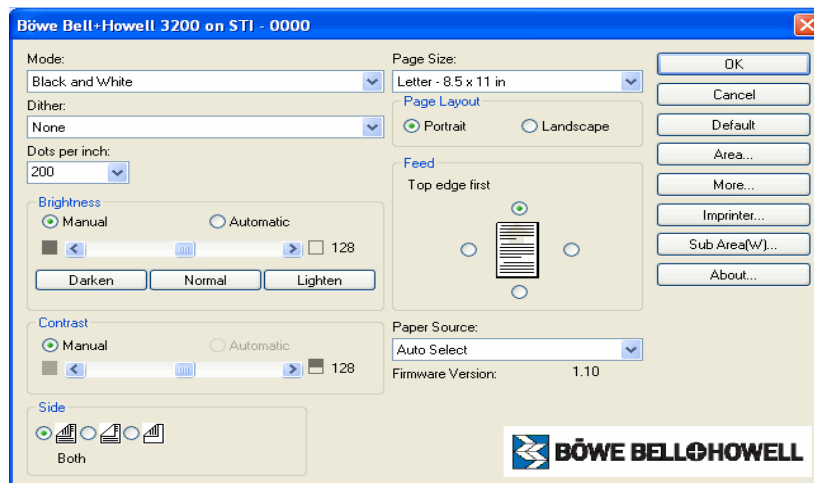 Böwe Bell+Howell 3200 on STI - 0000
Mode:
Black and White
Dither:
None
Dots per inch:
200
Brightness
Manual
Automatic
128
Darken
Normal
Lighten
Contrast
Manual
Automatic
128
Side
Both
Page Size:
Letter - 8.5 x 11 in
Page Layout
Portrait
Landscape
Feed
Top edge first
Paper Source:
Auto Select
Firmware Version: 1.10
OK
Cancel
Default
Area...
More...
Imprinter...
Sub Area(W)...
About...
BÖWE BELL+HOWELL